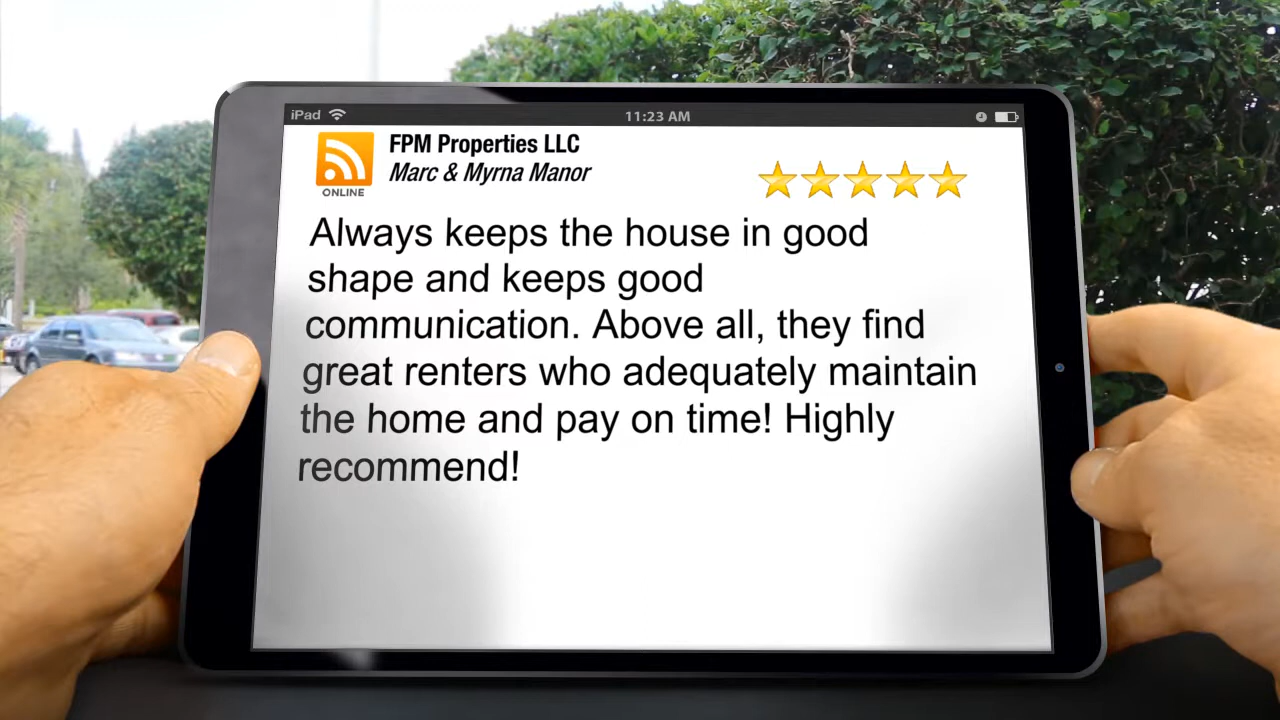 iPad 11:23 AM
FPM Properties LLC
Marc & Myrna Manor
ONLINE
Always keeps the house in good
shape and keeps good
communication. Above all, they find
great renters who adequately maintain
the home and pay on time! Highly
recommend!